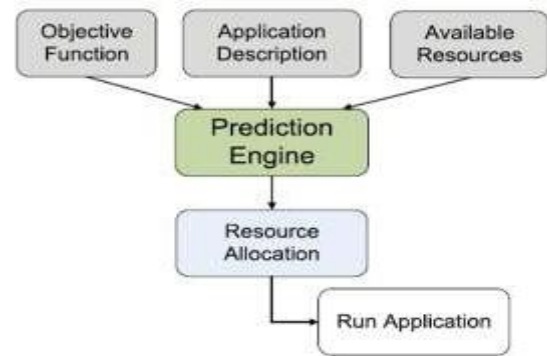 Objective
Function
Application
Description
Available
Resources
Prediction
Engine
Resource
Allocation
Run Application